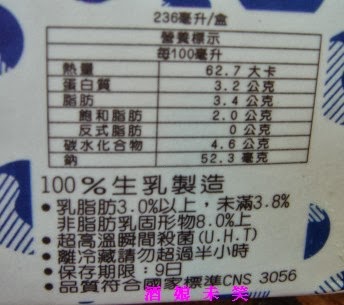 236毫升/盒
營養標示
每100毫升
熱量 62.7 大卡
蛋白質 3.2 公克
脂肪 3.4 公克
飽和脂肪 2.0 公克
反式脂肪 0 公克
碳水化合物 4.6 公克
鈉 52.3 毫克
100%生乳製造
•乳脂肪3.0%以上，未滿3.8%
非脂肪乳固形物8.0%上
•超高溫瞬間殺菌(U.H.T)
•離冷藏請勿超過半小時
•保存期限：9日
•品質符合國家標準CNS 3056
酒姬未笑